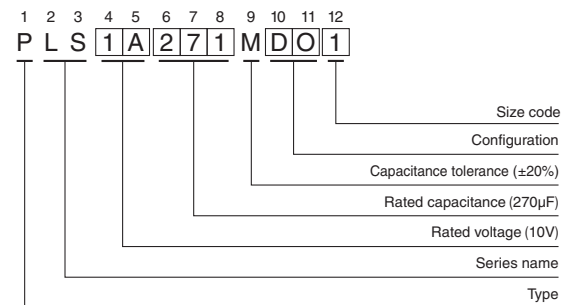 1 2 3 4 5 6 7 8 9 10 11 12
P L S 1 A 2 7 1 M D O 1
Size code
Configuration
Capacitance tolerance (±20%)
Rated capacitance (270µF)
Rated voltage (10V)
Series name
Type